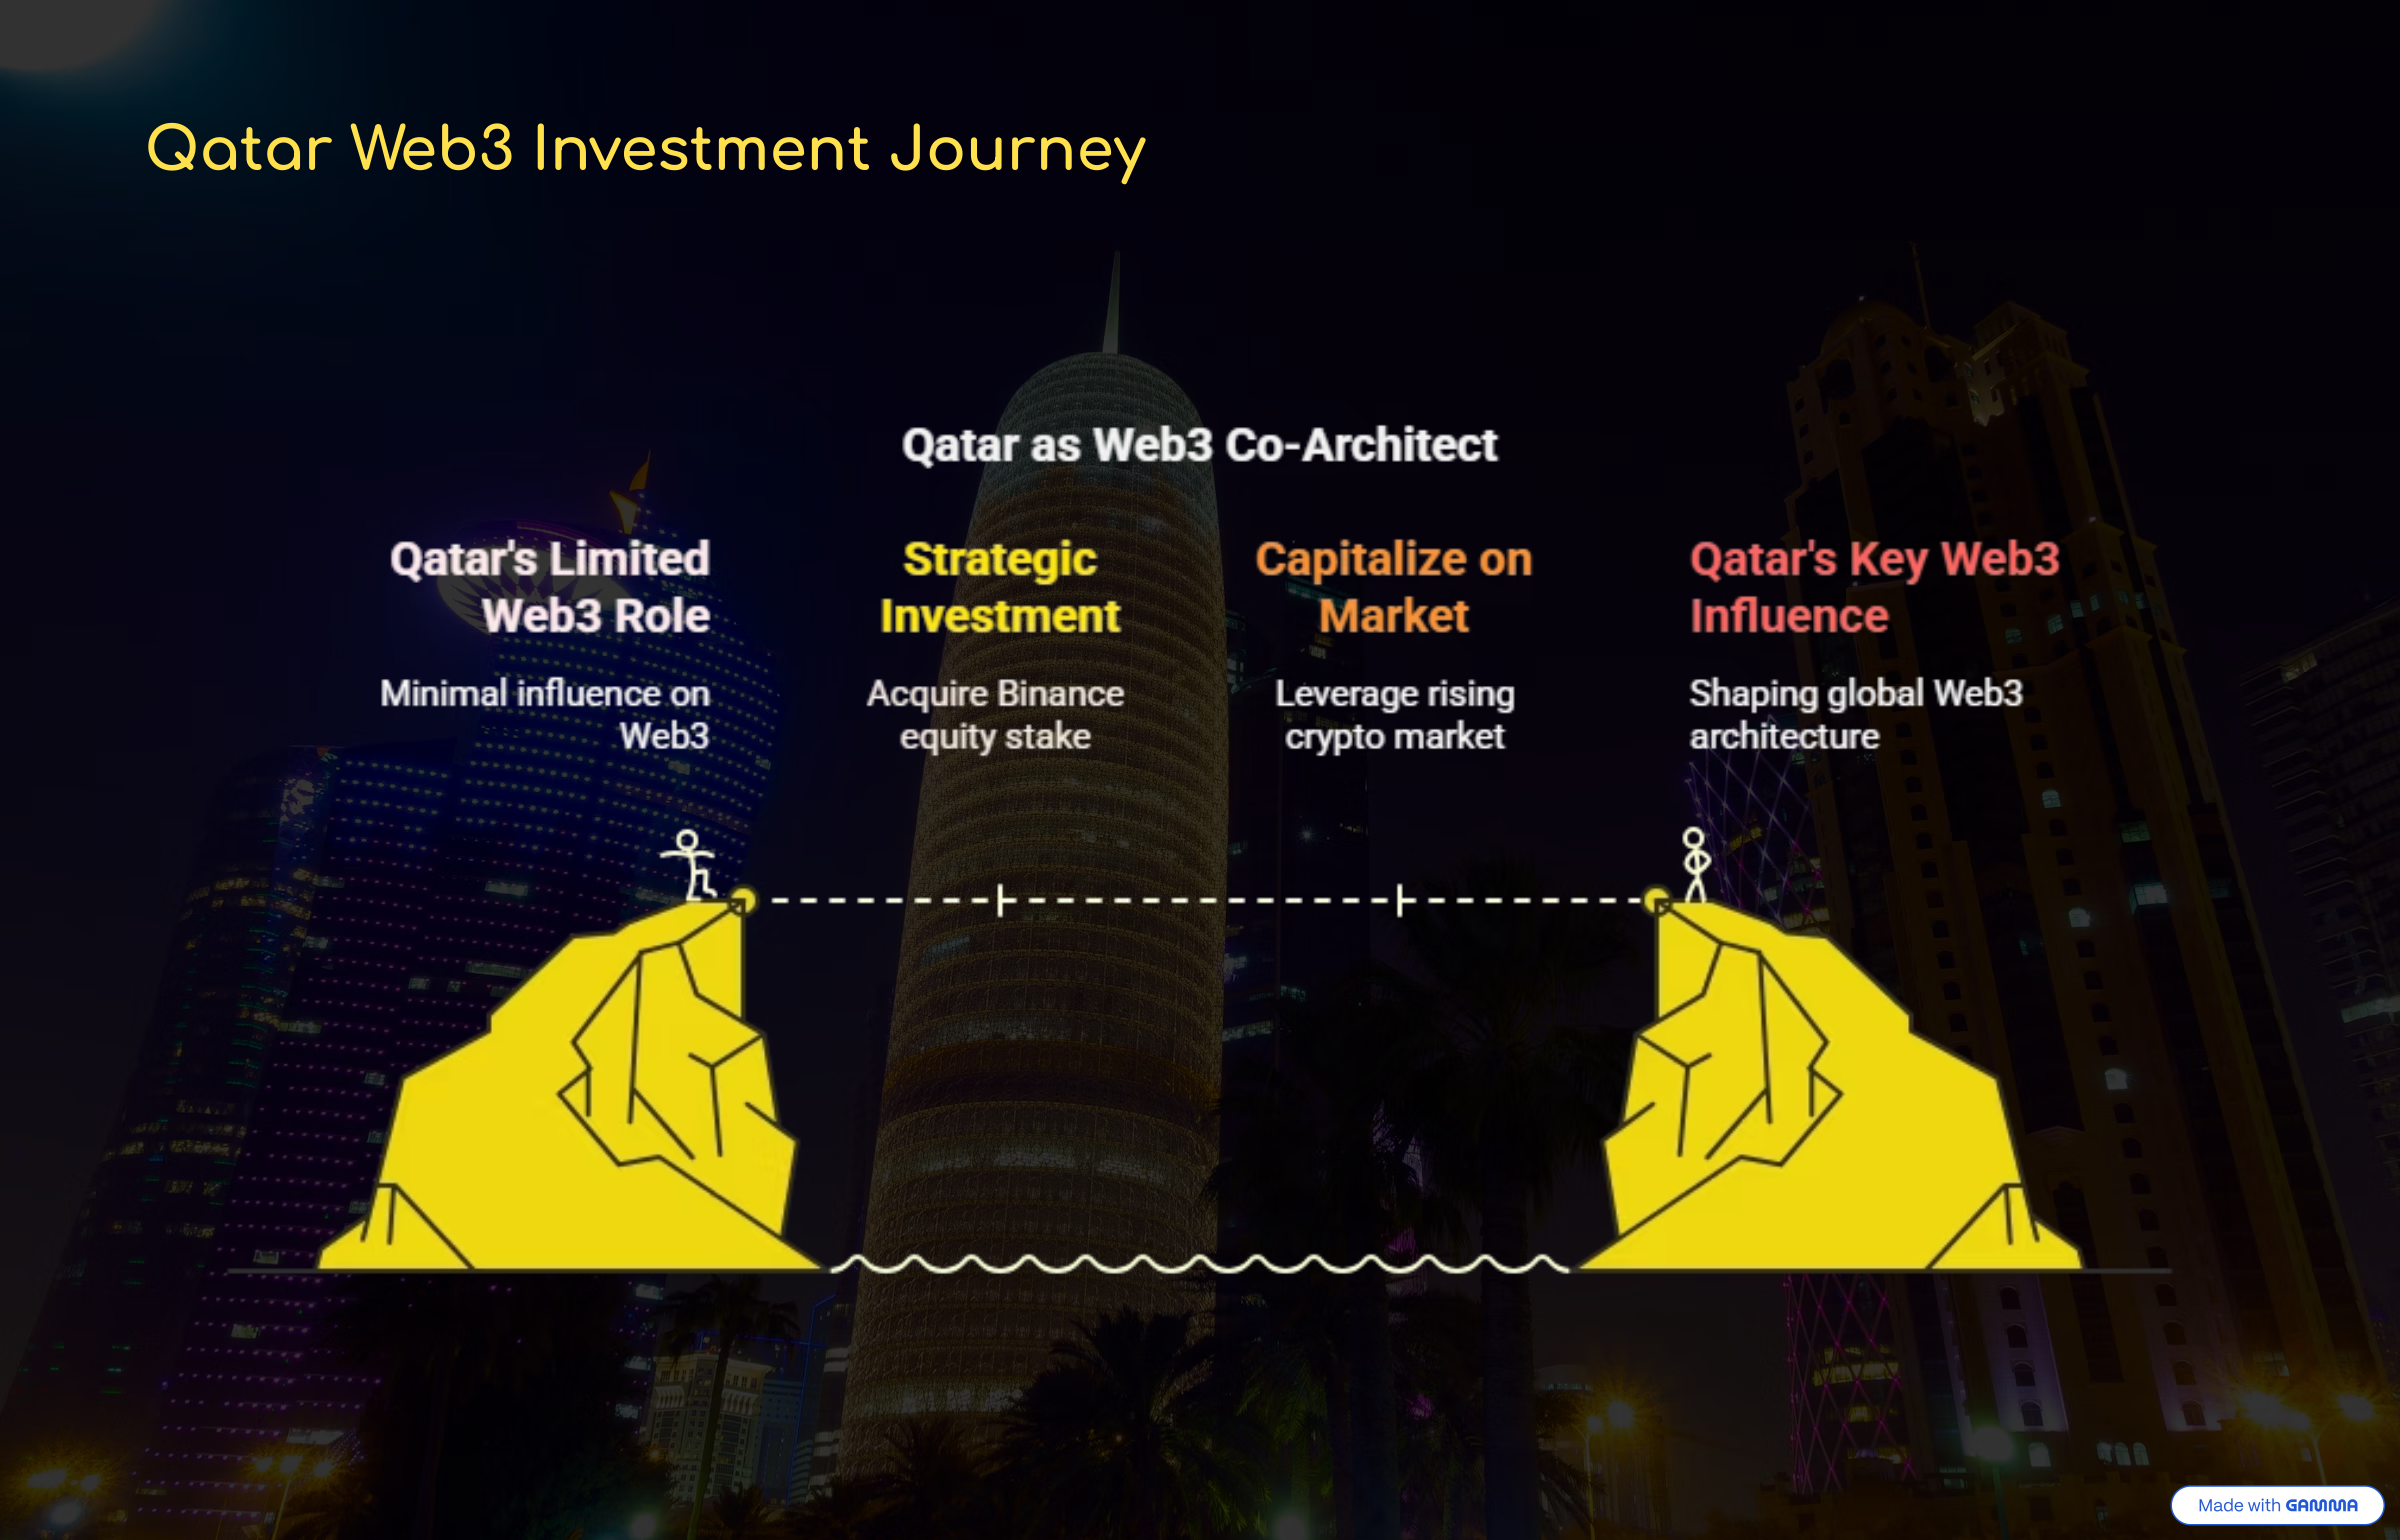 Qatar Web3 Investment Journey
Qatar as Web3 Co-Architect
Qatar's Limited
Web3 Role
Minimal influence on
Web3
Strategic
Investment
Acquire Binance
equity stake
Capitalize on
Market
Leverage rising
crypto market
Qatar's Key Web3
Influence
Shaping global Web3
architecture
Made with GAMMA